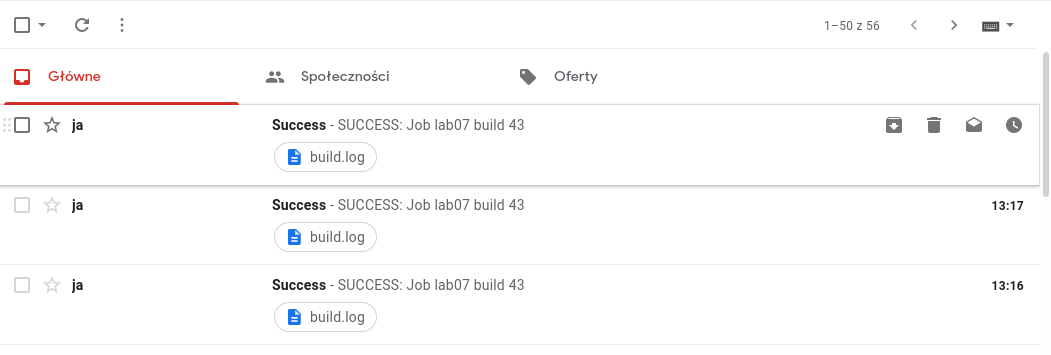 1–50 z 56
Główne Społeczności Oferty
ja Success - SUCCESS: Job lab07 build 43
build.log
ja Success - SUCCESS: Job lab07 build 43 13:17
build.log
ja Success - SUCCESS: Job lab07 build 43 13:16
build.log